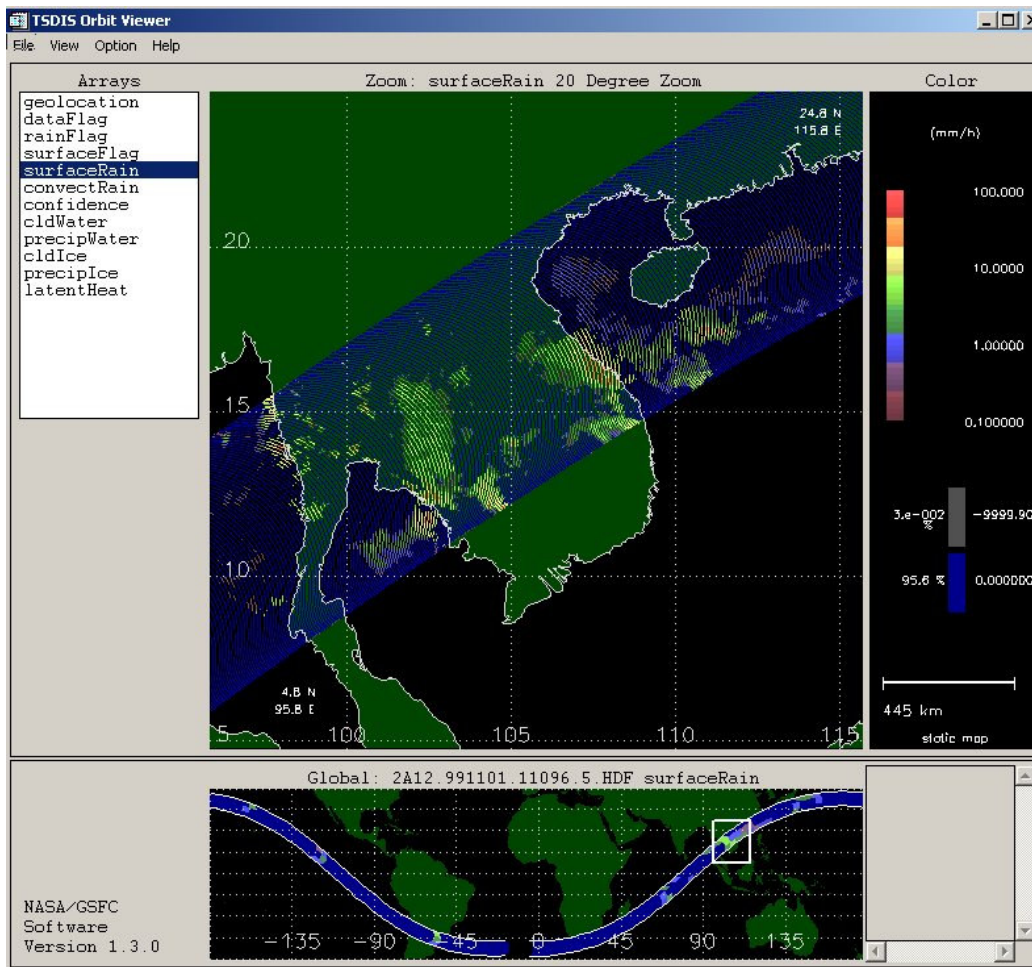 TSDIS Orbit Viewer
File View Option Help
Arrays
geolocation
dataFlag
rainFlag
surfaceFlag
surfaceRain
convectRain
confidence
cldWater
precipWater
cldIce
precipIce
latentHeat
Zoom: surfaceRain 20 Degree Zoom
24.8 N
115.8 E
20
15
10
4.8 N
95.8 E
5 100 105 110 115
Color
(mm/h)
100.000
10.0000
1.00000
0.100000
3.e-002 % -9999.90
95.6 % 0.000000
445 km
static map
Global: 2A12.991101.11096.5.HDF surfaceRain
-135 -90 -45 0 45 90 135
NASA/GSFC
Software
Version 1.3.0